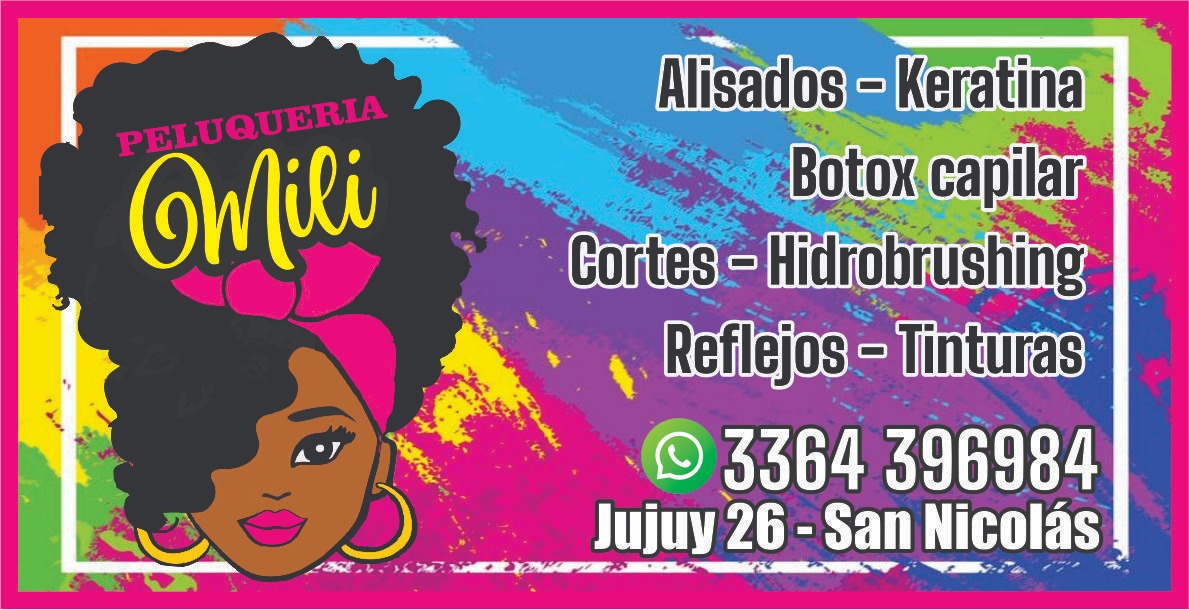 PELUQUERIA
Mili
Alisados - Keratina
Botox capilar
Cortes - Hidrobrushing
Reflejos - Tinturas
3364 396984
Jujuy 26 - San Nicolás